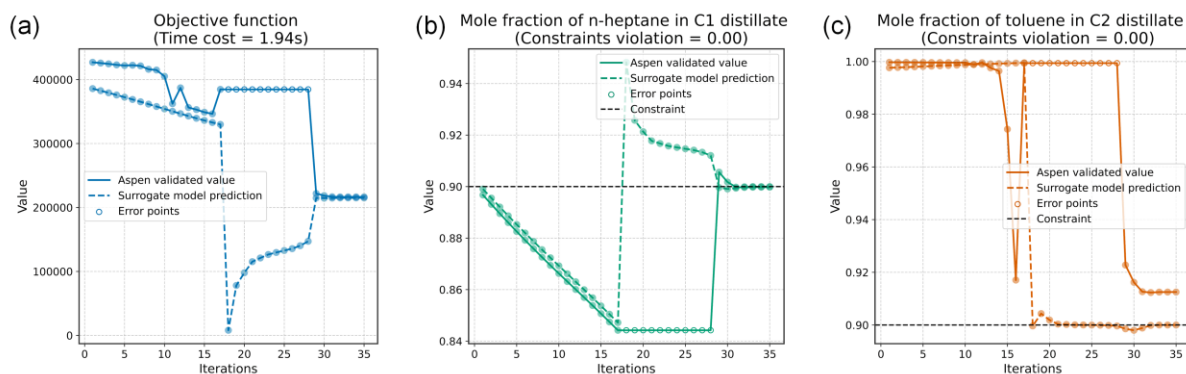 (a)
Objective function
(Time cost = 1.94s)
400000
300000
200000
100000
0
Value
Aspen validated value
Surrogate model prediction
Error points
0 5 10 15 20 25 30 35
Iterations
(b)
Mole fraction of n-heptane in C1 distillate
(Constraints violation = 0.00)
0.94
0.92
0.90
0.88
0.86
0.84
Value
Aspen validated value
Surrogate model prediction
Error points
Constraint
0 5 10 15 20 25 30 35
Iterations
(c)
Mole fraction of toluene in C2 distillate
(Constraints violation = 0.00)
1.00
0.98
0.96
0.94
0.92
0.90
Value
Aspen validated value
Surrogate model prediction
Error points
Constraint
0 5 10 15 20 25 30 35
Iterations